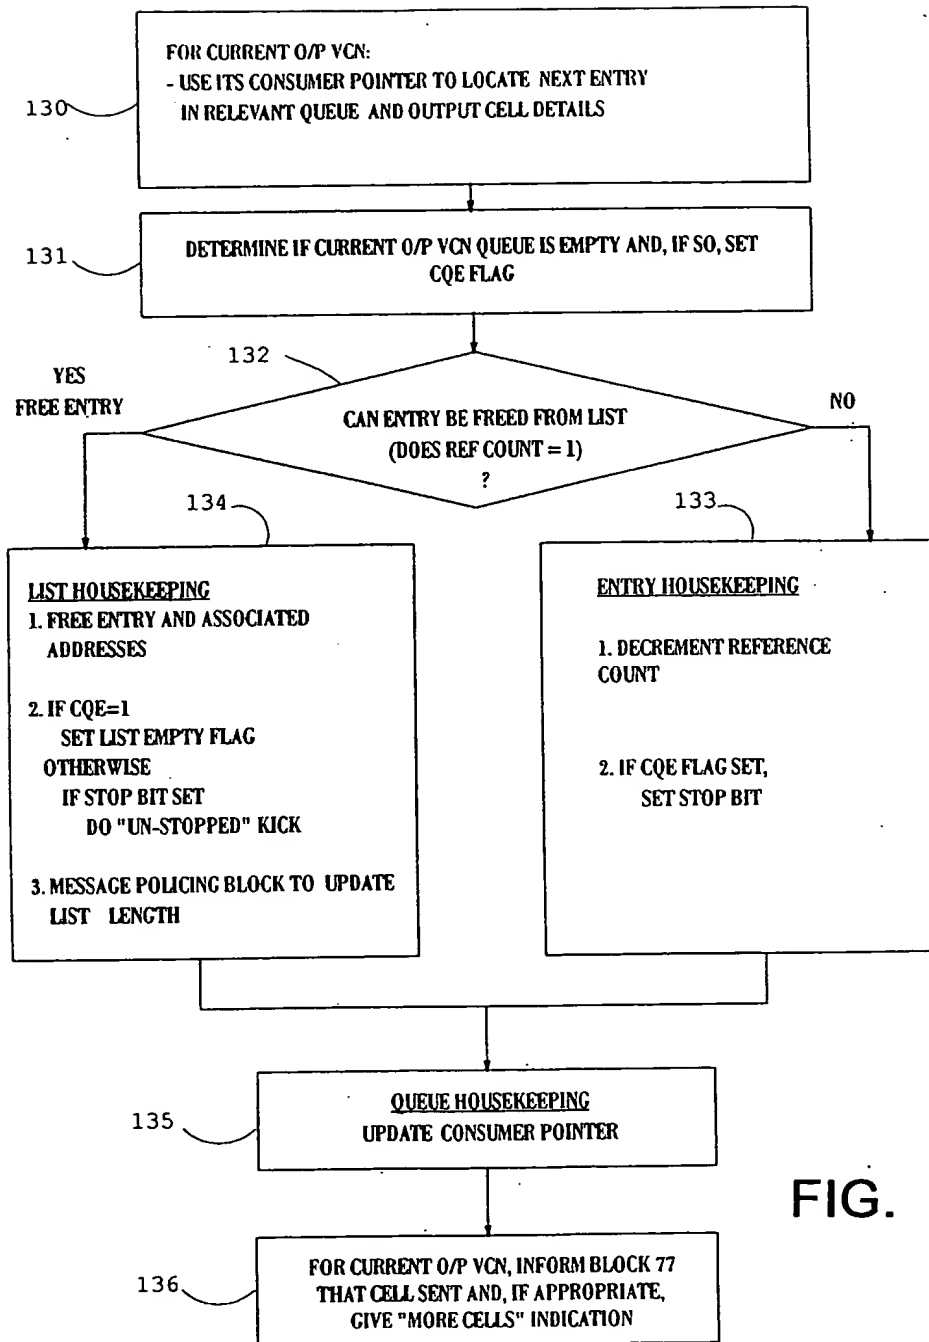 FOR CURRENT O/P VCN:
- USE ITS CONSUMER POINTER TO LOCATE NEXT ENTRY
IN RELEVANT QUEUE AND OUTPUT CELL DETAILS
130
DETERMINE IF CURRENT O/P VCN QUEUE IS EMPTY AND, IF SO, SET
CQE FLAG
131
132
YES
FREE ENTRY
NO
CAN ENTRY BE FREED FROM LIST
(DOES REF COUNT = 1)
?
134
133
LIST HOUSEKEEPING
1. FREE ENTRY AND ASSOCIATED
ADDRESSES
2. IF CQE=1
SET LIST EMPTY FLAG
OTHERWISE
IF STOP BIT SET
DO "UN-STOPPED" KICK
3. MESSAGE POLICING BLOCK TO UPDATE
LIST LENGTH
ENTRY HOUSEKEEPING
1. DECREMENT REFERENCE
COUNT
2. IF CQE FLAG SET,
SET STOP BIT
QUEUE HOUSEKEEPING
UPDATE CONSUMER POINTER
135
FIG.
FOR CURRENT O/P VCN, INFORM BLOCK 77
THAT CELL SENT AND, IF APPROPRIATE,
GIVE "MORE CELLS" INDICATION
136